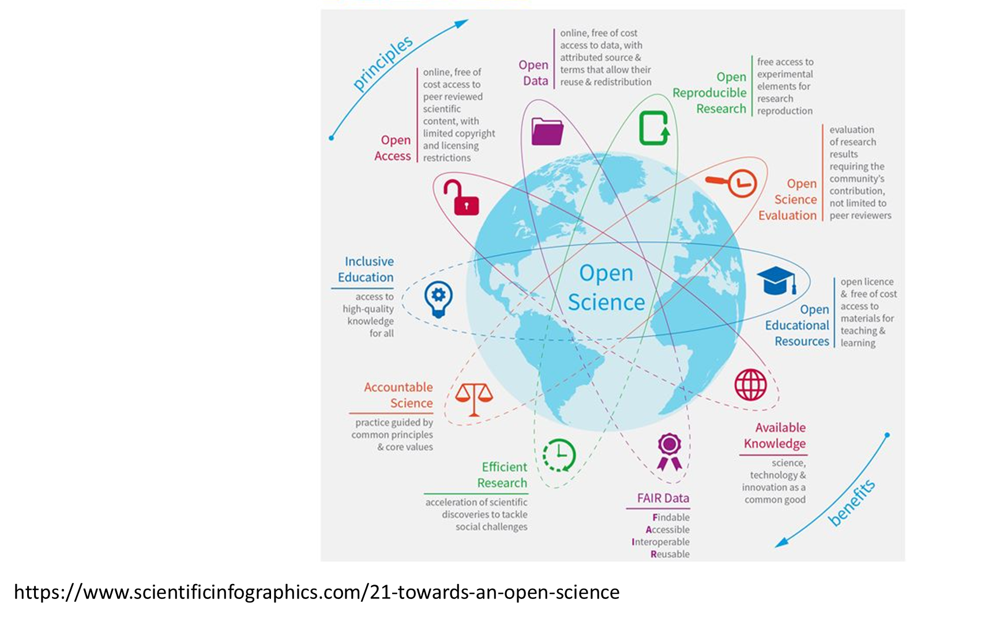 principles
Open
Access
online, free of
cost access to
peer reviewed
scientific
content, with
limited copyright
and licensing
restrictions
Open
Data
online, free of cost
access to data, with
attributed source &
terms that allow their
reuse & redistribution
Open
Reproducible
Research
free access to
experimental
elements for
research
reproduction
Open
Science
Evaluation
evaluation
of research
results
requiring the
community's
contribution,
not limited to
peer reviewers
Open
Science
Open
Educational
Resources
open licence
& free of cost
access to
materials for
teaching &
learning
Inclusive
Education
access to
high-quality
knowledge
for all
Accountable
Science
practice guided by
common principles
& core values
Efficient
Research
acceleration of scientific
discoveries to tackle
social challenges
FAIR Data
Findable
Accessible
Interoperable
Reusable
Available
Knowledge
science,
technology &
innovation as a
common good
benefits
https://www.scientificinfographics.com/21-towards-an-open-science